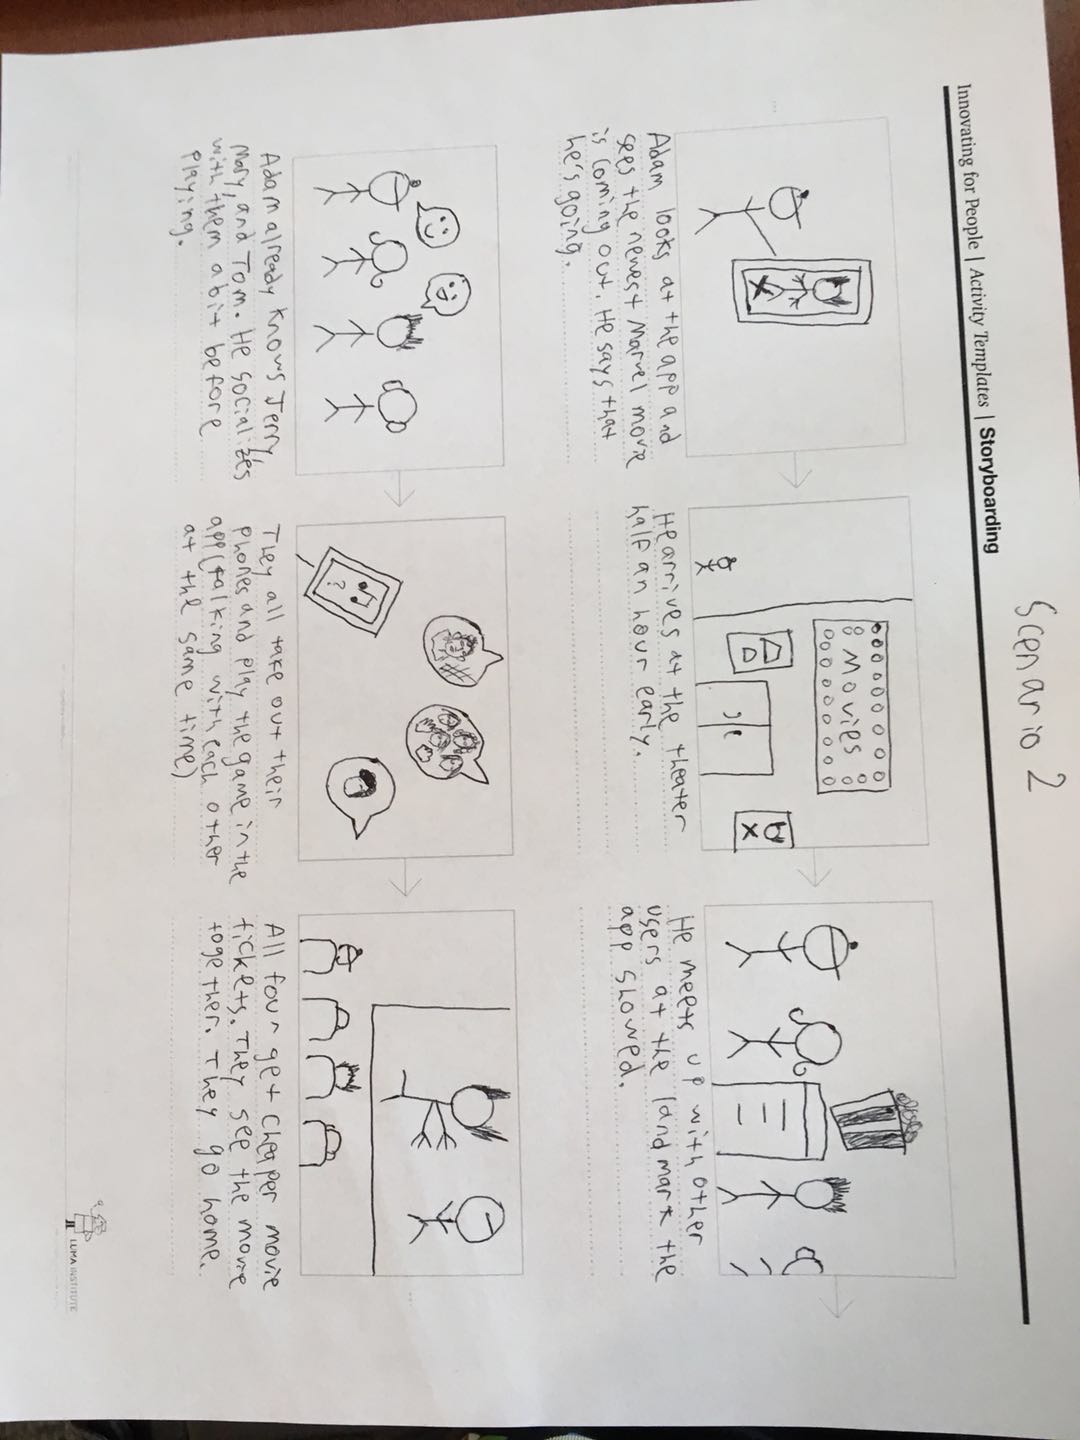 Scenario 2
Innovating for People | Activity Templates | Storyboarding
MOVIES
Adam looks at the app and
sees the newest Marvel movie
is coming out. He says that
he's going.
He arrives at the theater
half an hour early.
He meets up with other
users at the landmark the
app showed.
?
Adam already knows Jerry,
Mary, and Tom. He socializes
with them a bit before
playing.
They all take out their
phones and play the game in the
app (talking with each other
at the same time)
All four get cheaper movie
tickets. They see the movie
together. They go home.
LUMA INSTITUTE